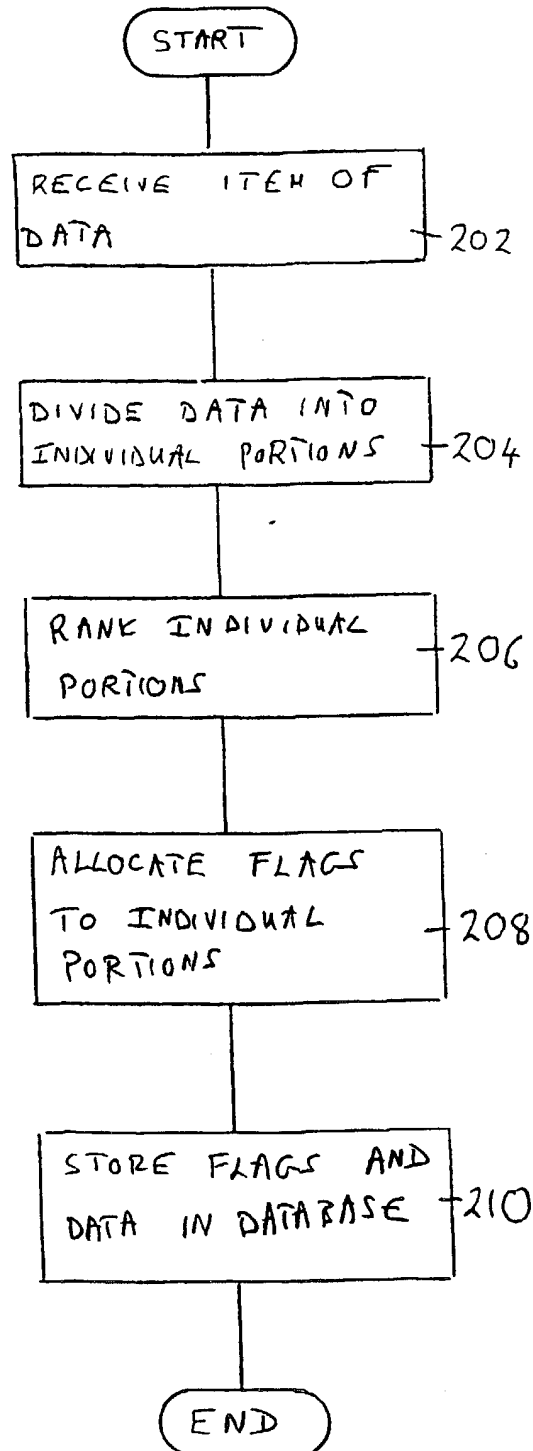 START
RECEIVE ITEM OF
DATA
202
DIVIDE DATA INTO
INDIVIDUAL PORTIONS
204
RANK INDIVIDUAL
PORTIONS
206
ALLOCATE FLAGS
TO INDIVIDUAL
PORTIONS
208
STORE FLAGS AND
DATA IN DATABASE
210
END